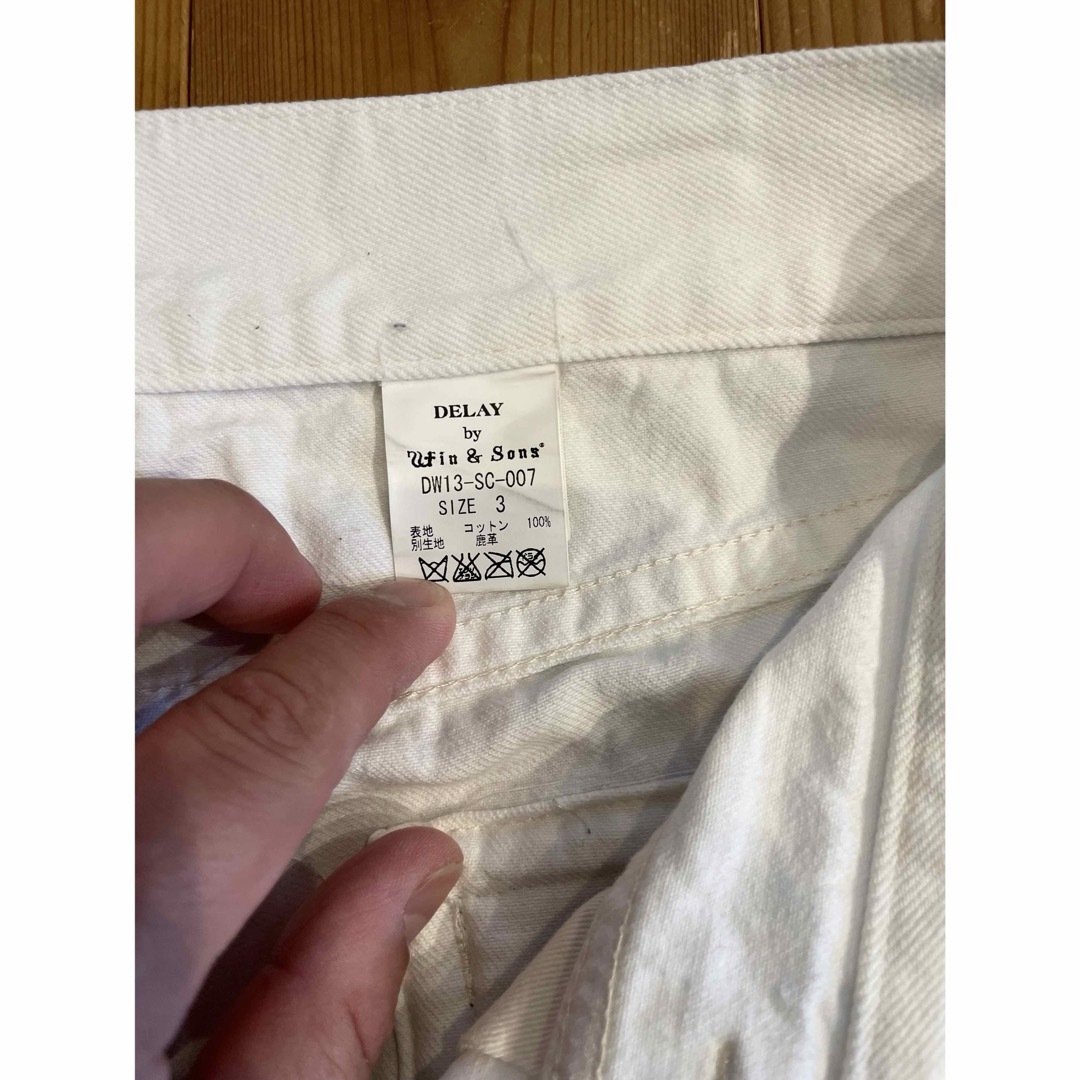 DELAY
by
Win & Sons®
DW13-SC-007
SIZE 3
表地 コットン 100%
別生地 鹿革